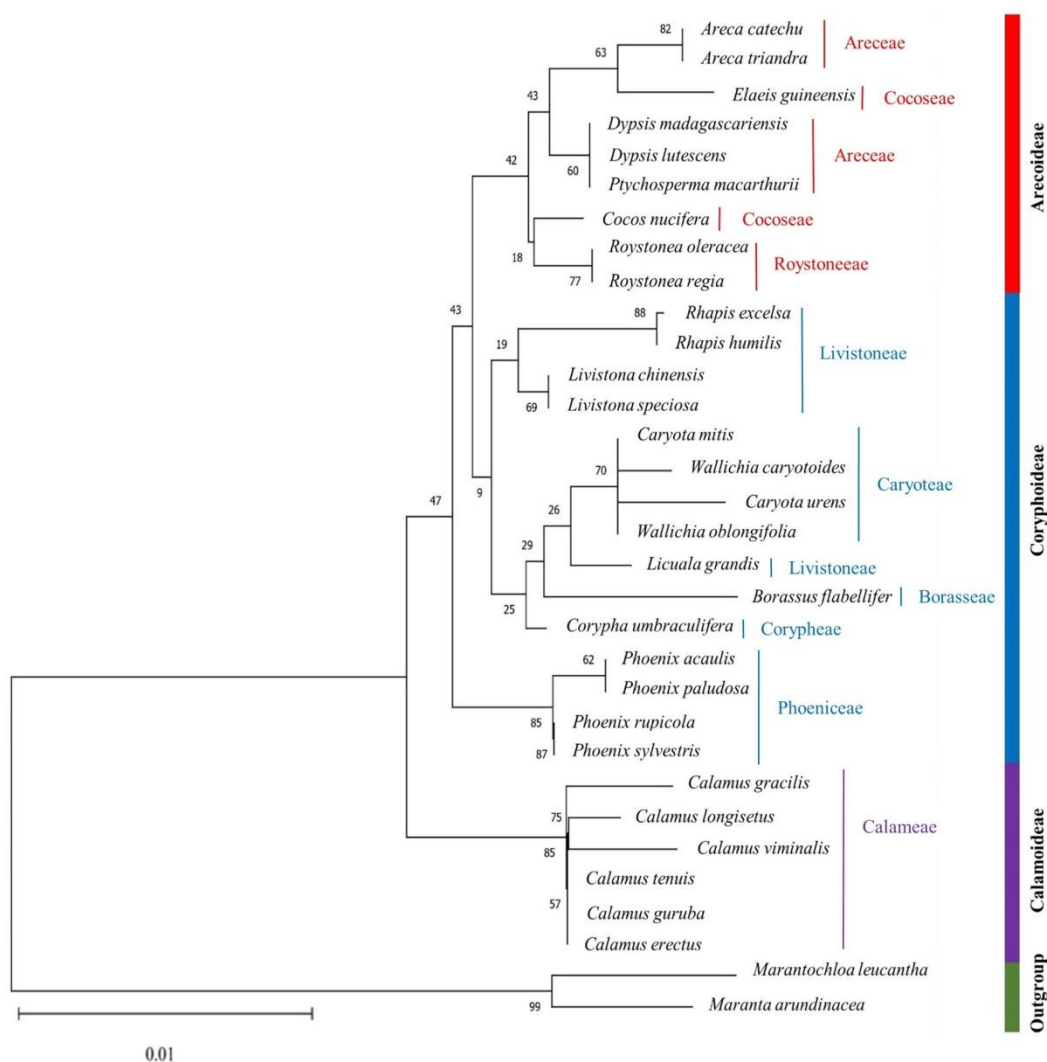 82
Areca catechu
Areca triandra
Areceae
63
Elaeis guineensis
Cocoseae
43
Dypsis madagascariensis
Dypsis lutescens
Ptychosperma macarthurii
Areceae
60
42
Cocos nucifera
Cocoseae
18
Roystonea oleracea
Roystonea regia
Roystoneeae
77
Arecoideae
43
88
Rhapis excelsa
Rhapis humilis
19
Livistona chinensis
Livistona speciosa
69
Livistoneae
9
Caryota mitis
70
Wallichia caryotoides
Caryota urens
Wallichia oblongifolia
Caryoteae
26
47
29
Licuala grandis
Livistoneae
Borassus flabellifer
Borasseae
25
Corypha umbraculifera
Corypheae
62
Phoenix acaulis
Phoenix paludosa
85
Phoenix rupicola
87
Phoenix sylvestris
Phoeniceae
Coryphoideae
Calamus gracilis
75
Calamus longisetus
85
Calamus viminalis
Calamus tenuis
57
Calamus guruba
Calamus erectus
Calameae
Calamoideae
Marantochloa leucantha
99
Maranta arundinacea
Outgroup
0.01